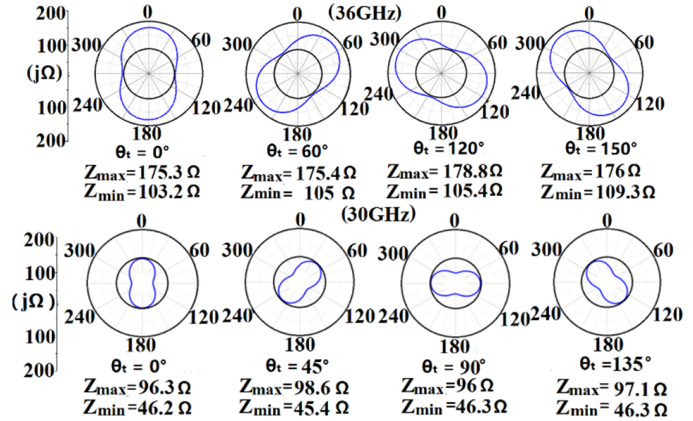 (36GHz)
200
100
(jΩ)
100
200
0
60
120
180
240
300
0
60
120
180
240
300
0
60
120
180
240
300
0
60
120
180
240
300
θt = 0°
θt = 60°
θt = 120°
θt = 150°
Zmax=175.3 Ω
Zmax=175.4 Ω
Zmax=178.8 Ω
Zmax=176 Ω
Zmin=103.2 Ω
Zmin= 105 Ω
Zmin=105.4Ω
Zmin=109.3Ω
(30GHz)
200
100
(jΩ)
100
200
0
60
120
180
240
300
0
60
120
180
240
300
0
60
120
180
240
300
0
60
120
180
240
300
θt = 0°
θt = 45°
θt = 90°
θt =135°
Zmax=96.3 Ω
Zmax=98.6 Ω
Zmax=96 Ω
Zmax=97.1 Ω
Zmin=46.2 Ω
Zmin=45.4 Ω
Zmin=46.3Ω
Zmin=46.3 Ω